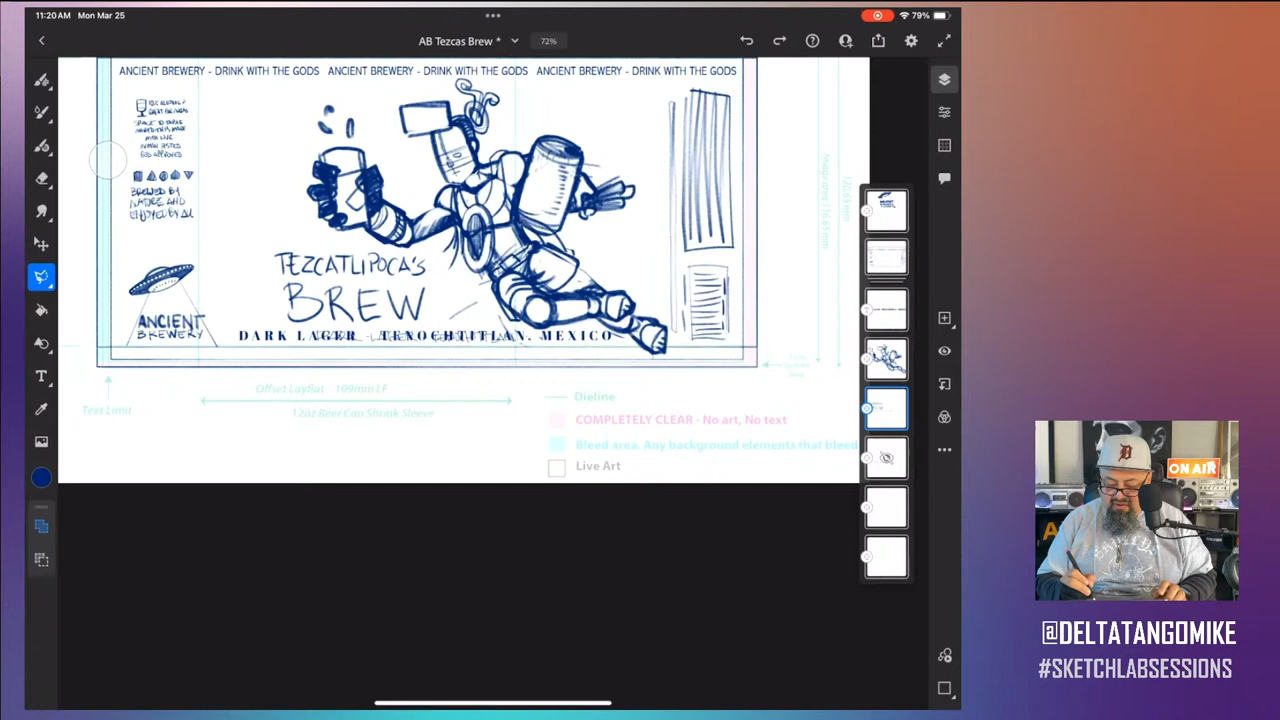 11:20AM Mon Mar 25
79%
AB Tezcas Brew *
72%
ANCIENT BREWERY - DRINK WITH THE GODS ANCIENT BREWERY - DRINK WITH THE GODS ANCIENT BREWERY - DRINK WITH THE GODS
BREWED BY
NATURE AND
ENJOYED BY ALL
TEZCATLIPOCA'S
BREW
ANCIENT
BREWERY
DARK LAGER - TENOCHTITLAN, MEXICO
Text Limit
Offset Layflat 109mm LF
12oz Beer Can Shrink Sleeve
Dieline
COMPLETELY CLEAR - No art, No text
Bleed area. Any background elements that bleed
Live Art
D
ON AIR
@DELTATANGOMIKE
#SKETCHLABSESSIONS